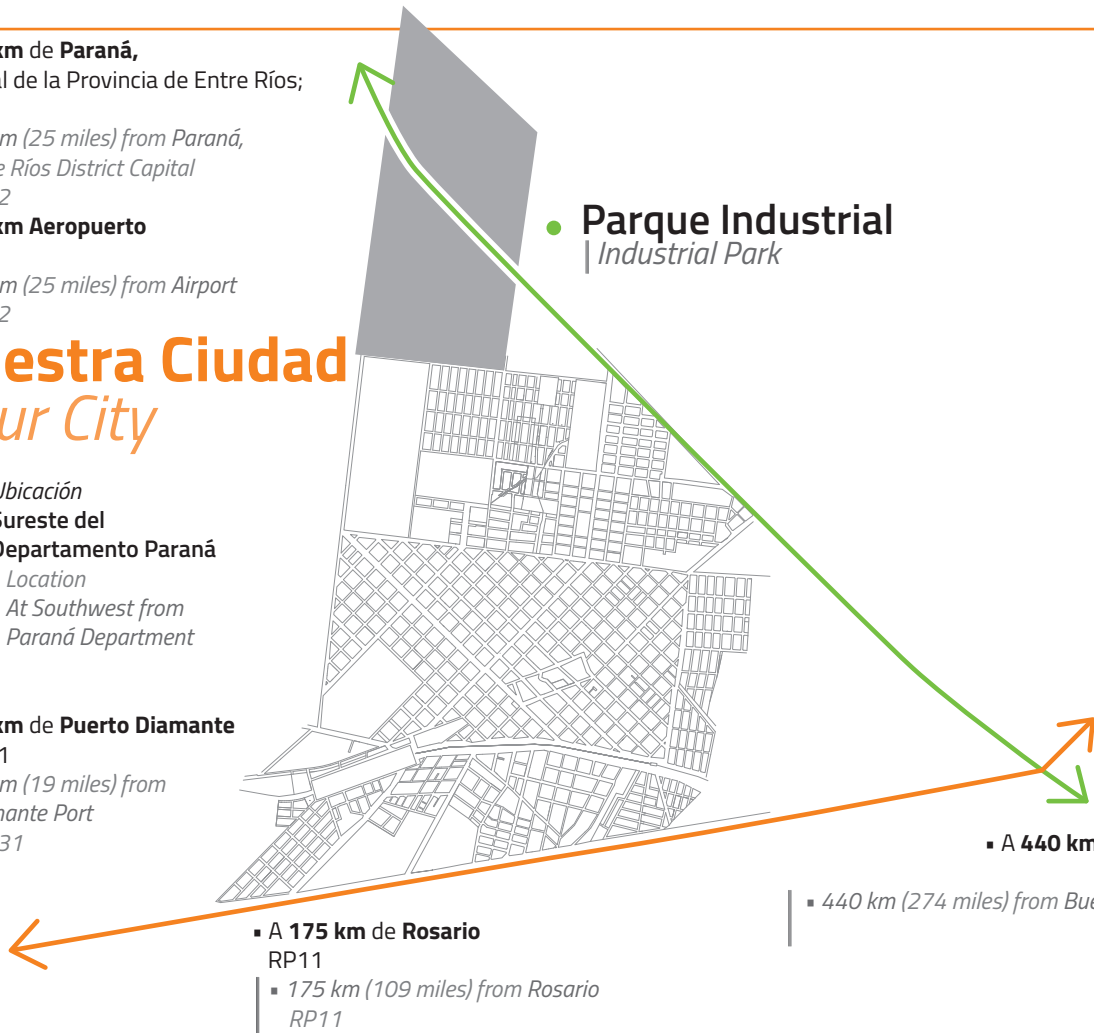 km de Paraná,
al de la Provincia de Entre Ríos;
m (25 miles) from Paraná,
e Ríos District Capital
2
km Aeropuerto
m (25 miles) from Airport
2
estra Ciudad
ur City
Ubicación
Sureste del
Departamento Paraná
Location
At Southwest from
Paraná Department
km de Puerto Diamante
1
m (19 miles) from
mante Port
31
Parque Industrial
| Industrial Park
▪ A 175 km de Rosario
RP11
▪ 175 km (109 miles) from Rosario
RP11
▪ A 440 km
▪ 440 km (274 miles) from Bue